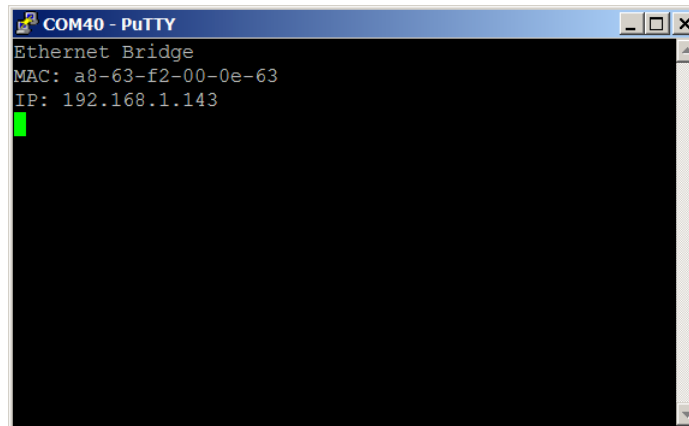 COM40 - PuTTY
Ethernet Bridge
MAC: a8-63-f2-00-0e-63
IP: 192.168.1.143